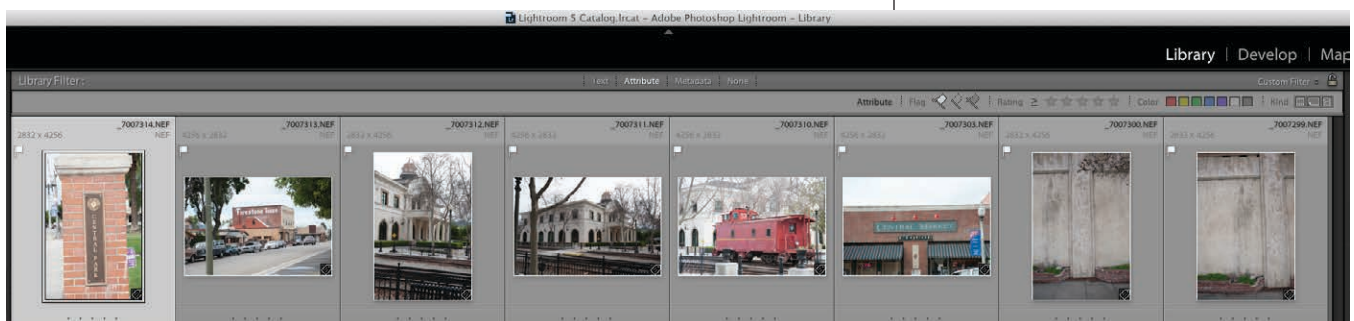 Lightroom 5 Catalog.lrcat – Adobe Photoshop Lightroom – Library
Library | Develop | Map
Library Filter: Text | Attribute | Metadata | None Custom Filter
Attribute | Flag Rating ≥ ★ ★ ★ ★ ★ | Color | Kind
_7007314.NEF _7007313.NEF _7007312.NEF _7007311.NEF _7007310.NEF _7007303.NEF _7007300.NEF _7007299.NEF
2832 x 4256 NEF 4256 x 2832 NEF 2832 x 4256 NEF 4256 x 2832 NEF 4256 x 2832 NEF 4256 x 2832 NEF 2832 x 4256 NEF 2832 x 4256 NEF
CENTRAL PARK
CENTRAL MARKET